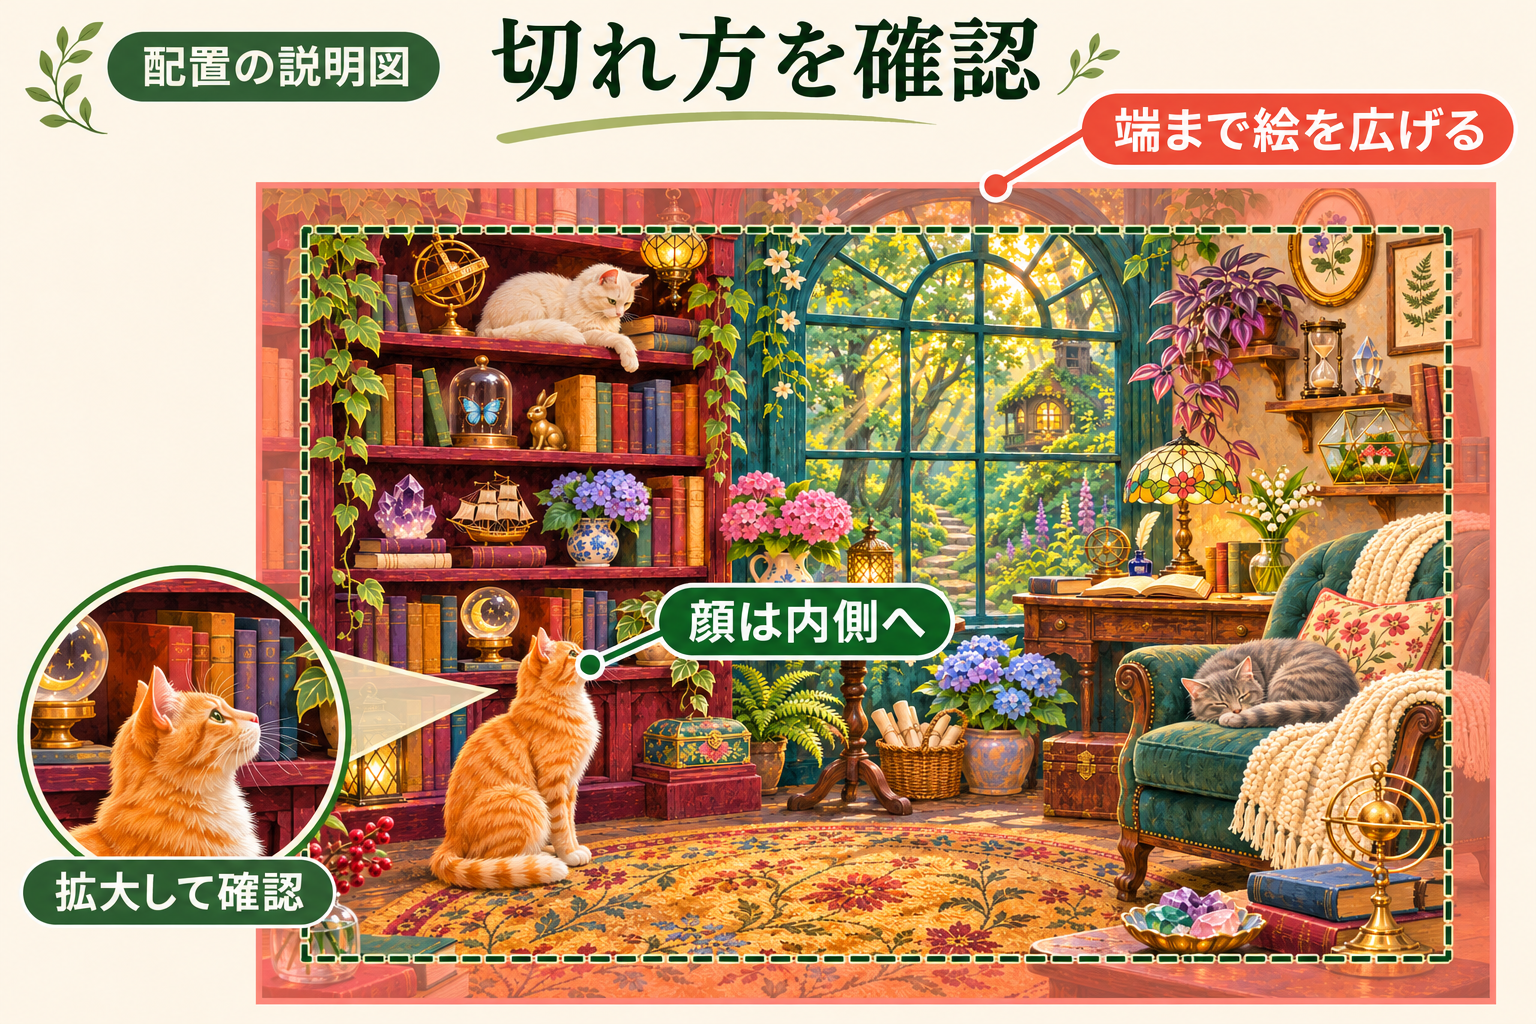 配置の説明図
切れ方を確認
端まで絵を広げる
顔は内側へ
拡大して確認